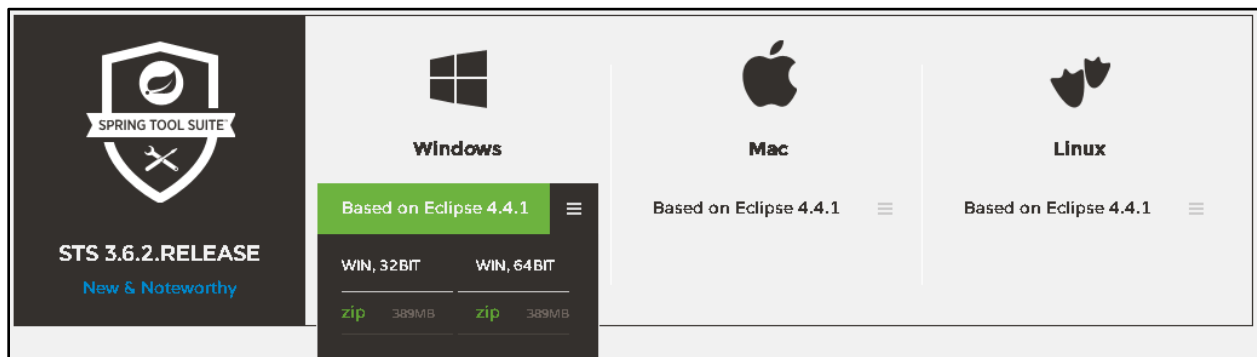 SPRING TOOL SUITE™
STS 3.6.2.RELEASE
New & Noteworthy
Windows
Based on Eclipse 4.4.1
WIN, 32BIT WIN, 64BIT
zip 389MB zip 389MB
Mac
Based on Eclipse 4.4.1
Linux
Based on Eclipse 4.4.1